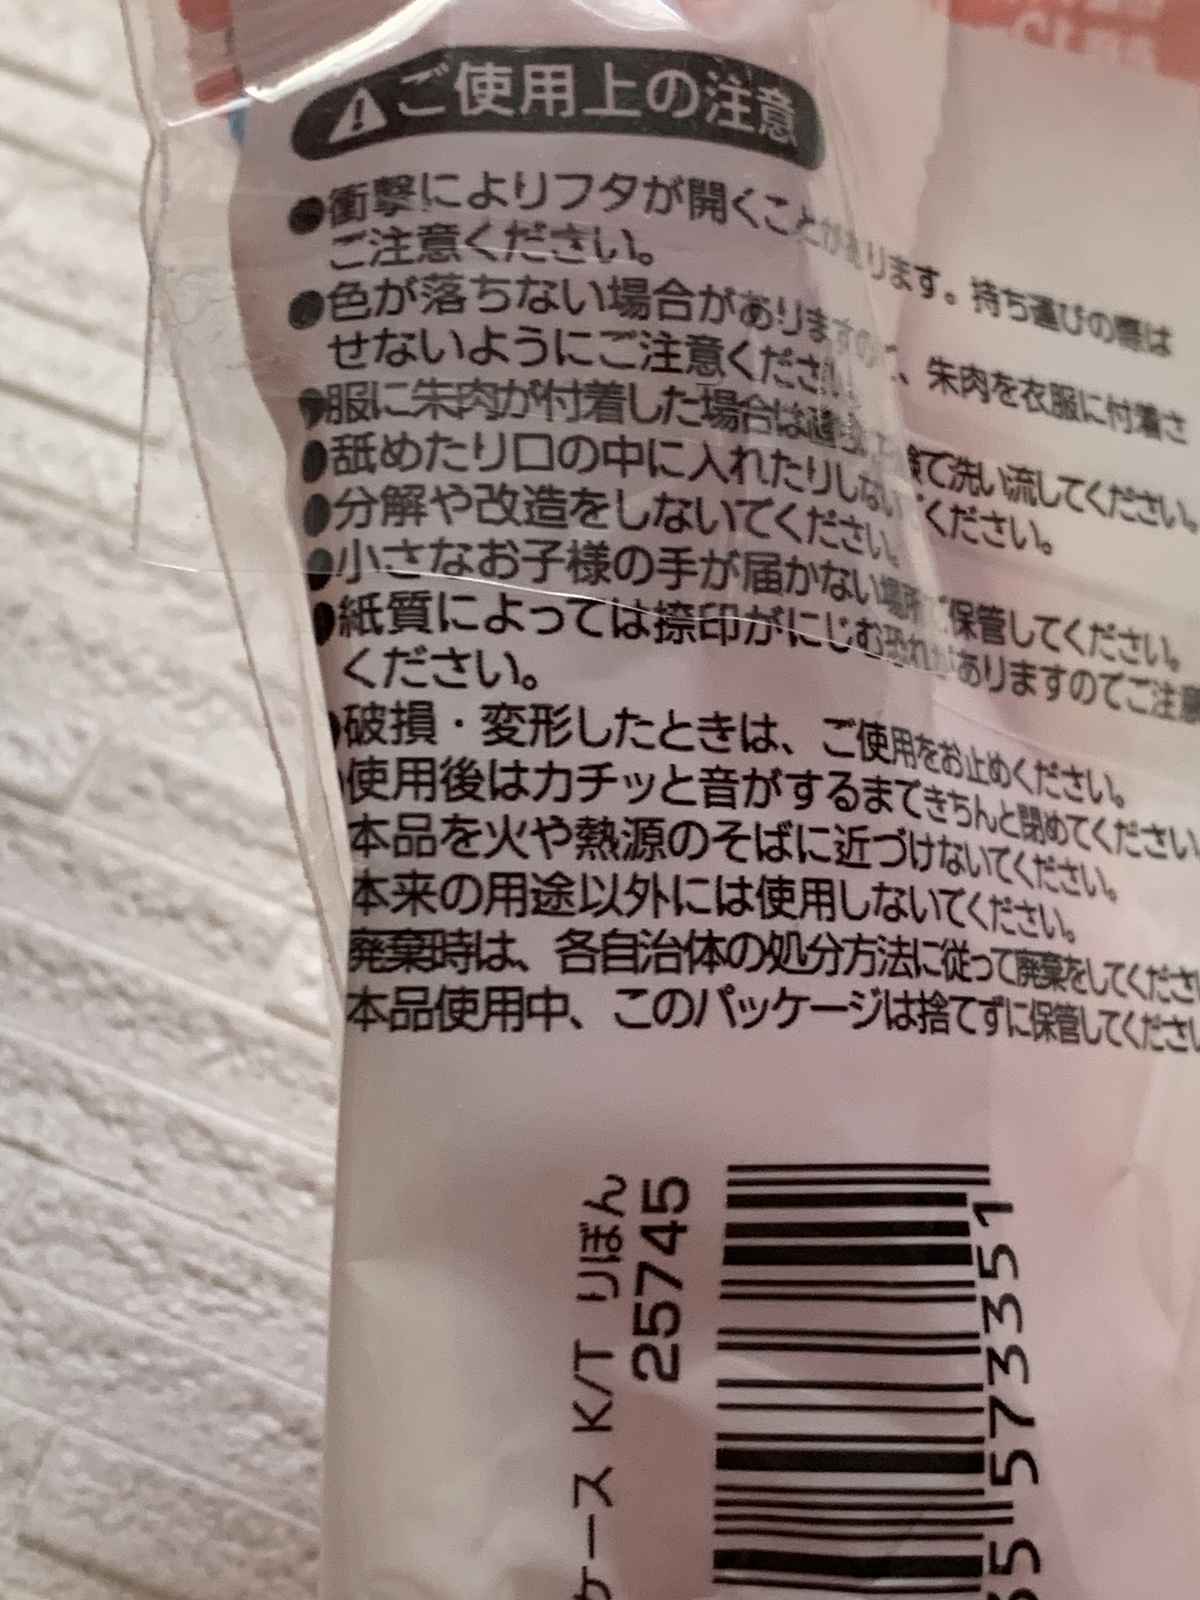 ⚠ご使用上の注意
●衝撃によりフタが開くことがあります。持ち運びの際は
ご注意ください。
●色が落ちない場合がありますので、朱肉を衣服に付着さ
せないようにご注意ください。
●服に朱肉が付着した場合は で洗い流してください。
●舐めたり口の中に入れたりしないでください。
●分解や改造をしないでください。
●小さなお子様の手が届かない場所で保管してください。
●紙質によっては捺印がにじむ恐れがありますのでご注意
ください。
●破損・変形したときは、ご使用をお止めください。
使用後はカチッと音がするまできちんと閉めてください
本品を火や熱源のそばに近づけないでください。
本来の用途以外には使用しないでください。
廃棄時は、各自治体の処分方法に従って廃棄をしてくださ
本品使用中、このパッケージは捨てずに保管してくださ
ケース K/T りぼん
25745
5 573351